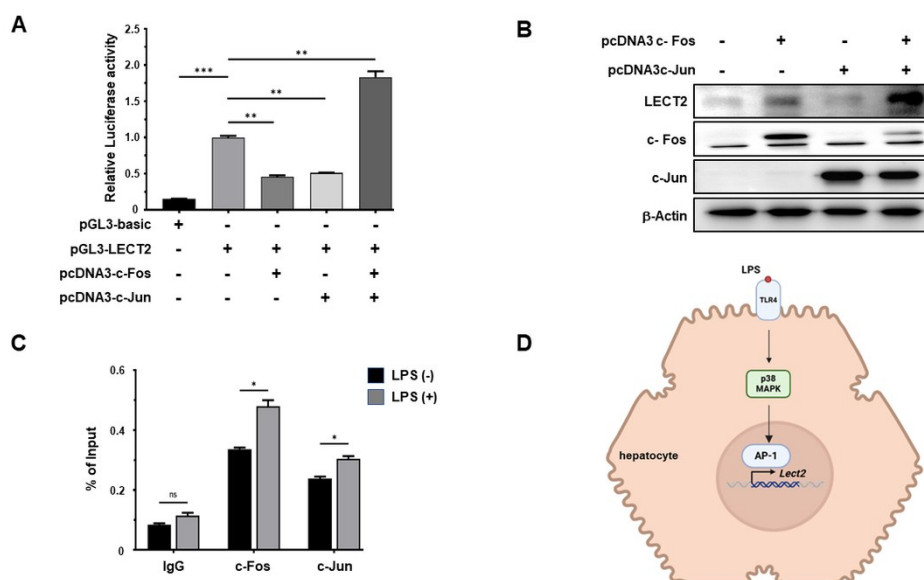 A
Relative Luciferase activity
2.5
2.0
1.5
1.0
0.5
0
***
**
**
**
pGL3-basic + - - - -
pGL3-LECT2 - + + + +
pcDNA3-c-Fos - - + - +
pcDNA3-c-Jun - - - + +
B
pcDNA3 c- Fos - + - +
pcDNA3c-Jun - - + +
LECT2
c- Fos
c-Jun
β-Actin
C
LPS (-)
LPS (+)
% of Input
0.6
0.4
0.2
0
ns
*
*
IgG c-Fos c-Jun
D
LPS
TLR4
p38
MAPK
AP-1
Lect2
hepatocyte